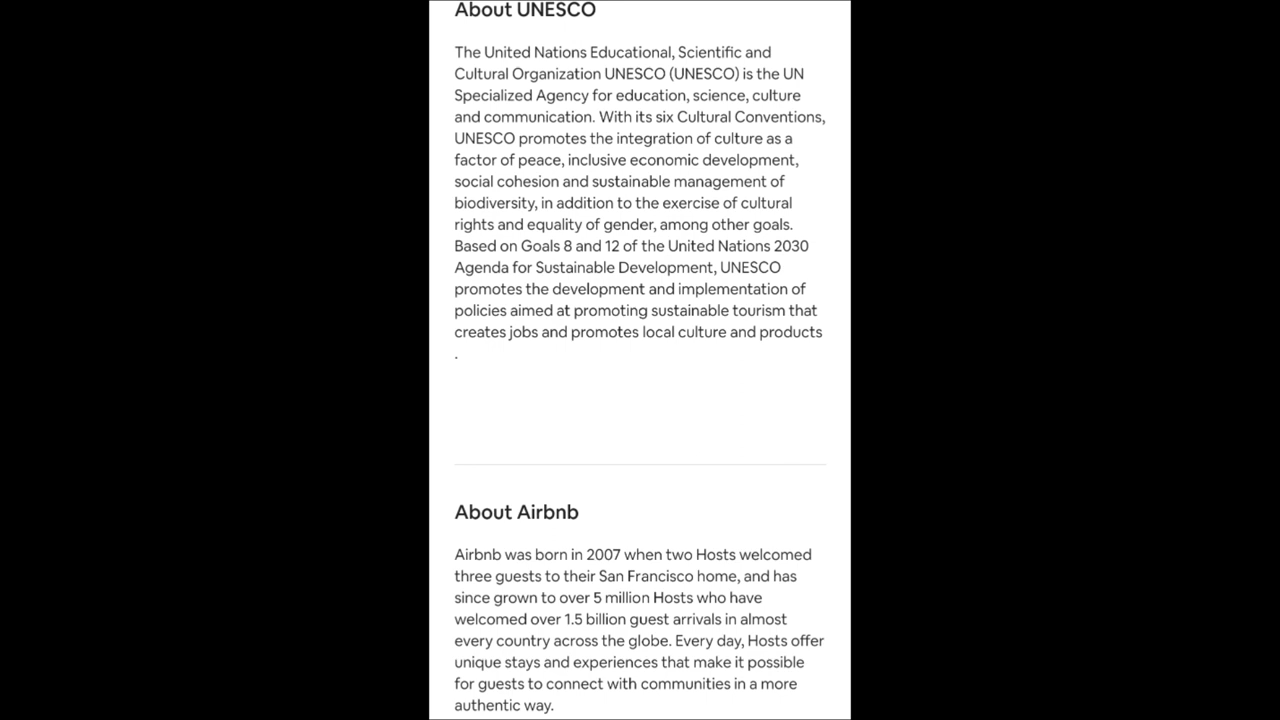 About UNESCO
The United Nations Educational, Scientific and
Cultural Organization UNESCO (UNESCO) is the UN
Specialized Agency for education, science, culture
and communication. With its six Cultural Conventions,
UNESCO promotes the integration of culture as a
factor of peace, inclusive economic development,
social cohesion and sustainable management of
biodiversity, in addition to the exercise of cultural
rights and equality of gender, among other goals.
Based on Goals 8 and 12 of the United Nations 2030
Agenda for Sustainable Development, UNESCO
promotes the development and implementation of
policies aimed at promoting sustainable tourism that
creates jobs and promotes local culture and products
.
About Airbnb
Airbnb was born in 2007 when two Hosts welcomed
three guests to their San Francisco home, and has
since grown to over 5 million Hosts who have
welcomed over 1.5 billion guest arrivals in almost
every country across the globe. Every day, Hosts offer
unique stays and experiences that make it possible
for guests to connect with communities in a more
authentic way.